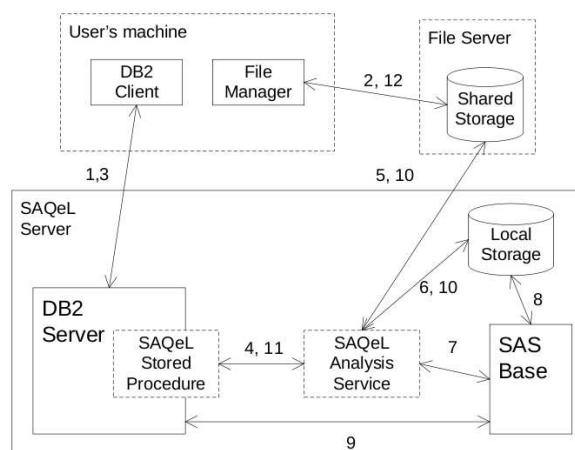 User's machine
File Server
DB2
Client
File
Manager
2, 12
Shared
Storage
1,3
5, 10
SAQeL
Server
Local
Storage
6, 10
8
DB2
Server
SAQeL
Stored
Procedure
4, 11
SAQeL
Analysis
Service
7
SAS
Base
9